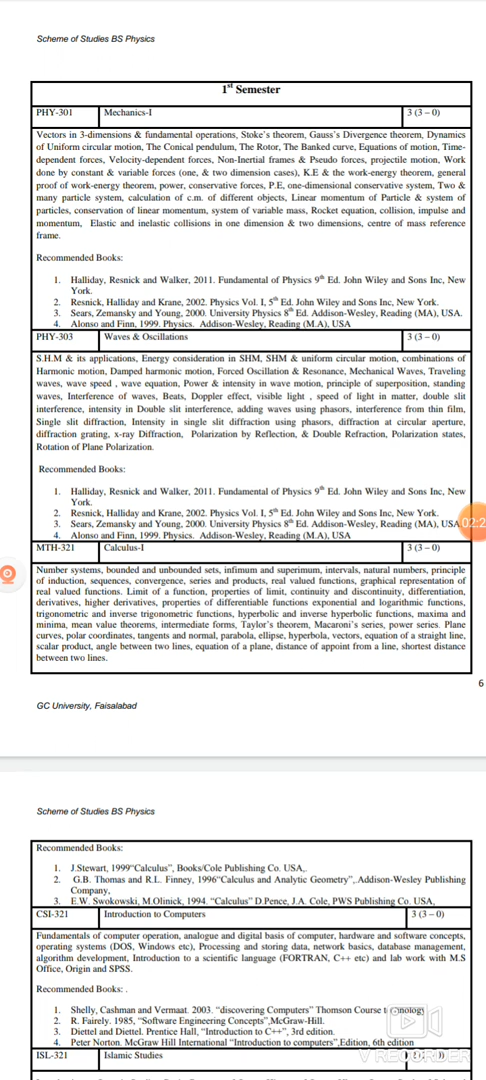 Scheme of Studies BS Physics
1st Semester
PHY-301 Mechanics-I 3 (3 – 0)
Vectors in 3-dimensions & fundamental operations, Stoke's theorem, Gauss's Divergence theorem, Dynamics
of Uniform circular motion, The Conical pendulum, The Rotor, The Banked curve, Equations of motion, Time-
dependent forces, Velocity-dependent forces, Non-Inertial frames & Pseudo forces, projectile motion, Work
done by constant & variable forces (one, & two dimension cases), K.E & the work-energy theorem, general
proof of work-energy theorem, power, conservative forces, P.E, one-dimensional conservative system, Two &
many particle system, calculation of c.m. of different objects, Linear momentum of Particle & system of
particles, conservation of linear momentum, system of variable mass, Rocket equation, collision, impulse and
momentum, Elastic and inelastic collisions in one dimension & two dimensions, centre of mass reference
frame.
Recommended Books:
1. Halliday, Resnick and Walker, 2011. Fundamental of Physics 9th Ed. John Wiley and Sons Inc, New
York.
2. Resnick, Halliday and Krane, 2002. Physics Vol. I, 5th Ed. John Wiley and Sons Inc, New York.
3. Sears, Zemansky and Young, 2000. University Physics 8th Ed. Addison-Wesley, Reading (MA), USA.
4. Alonso and Finn, 1999. Physics. Addison-Wesley, Reading (M.A), USA
PHY-303 Waves & Oscillations 3 (3 – 0)
S.H.M & its applications, Energy consideration in SHM, SHM & uniform circular motion, combinations of
Harmonic motion, Damped harmonic motion, Forced Oscillation & Resonance, Mechanical Waves, Traveling
waves, wave speed , wave equation, Power & intensity in wave motion, principle of superposition, standing
waves, Interference of waves, Beats, Doppler effect, visible light , speed of light in matter, double slit
interference, intensity in Double slit interference, adding waves using phasors, interference from thin film,
Single slit diffraction, Intensity in single slit diffraction using phasors, diffraction at circular aperture,
diffraction grating, x-ray Diffraction, Polarization by Reflection, & Double Refraction, Polarization states,
Rotation of Plane Polarization.
Recommended Books:
1. Halliday, Resnick and Walker, 2011. Fundamental of Physics 9th Ed. John Wiley and Sons Inc, New
York.
2. Resnick, Halliday and Krane, 2002. Physics Vol. I, 5th Ed. John Wiley and Sons Inc, New York.
3. Sears, Zemansky and Young, 2000. University Physics 8th Ed. Addison-Wesley, Reading (MA), USA
02:2
4. Alonso and Finn, 1999. Physics. Addison-Wesley, Reading (M.A), USA
MTH-321 Calculus-I 3 (3 – 0)
Number systems, bounded and unbounded sets, infimum and superimum, intervals, natural numbers, principle
of induction, sequences, convergence, series and products, real valued functions, graphical representation of
real valued functions. Limit of a function, properties of limit, continuity and discontinuity, differentiation,
derivatives, higher derivatives, properties of differentiable functions exponential and logarithmic functions,
trigonometric and inverse trigonometric functions, hyperbolic and inverse hyperbolic functions, maxima and
minima, mean value theorems, intermediate forms, Taylor's theorem, Macaroni's series, power series. Plane
curves, polar coordinates, tangents and normal, parabola, ellipse, hyperbola, vectors, equation of a straight line,
scalar product, angle between two lines, equation of a plane, distance of appoint from a line, shortest distance
between two lines.
6
GC University, Faisalabad
Scheme of Studies BS Physics
Recommended Books:
1. J.Stewart, 1999"Calculus", Books/Cole Publishing Co. USA,.
2. G.B. Thomas and R.L. Finney, 1996"Calculus and Analytic Geometry",.Addison-Wesley Publishing
Company,
3. E.W. Swokowski, M.Olinick, 1994. "Calculus" D.Pence, J.A. Cole, PWS Publishing Co. USA,
CSI-321 Introduction to Computers 3 (3 – 0)
Fundamentals of computer operation, analogue and digital basis of computer, hardware and software concepts,
operating systems (DOS, Windows etc), Processing and storing data, network basics, database management,
algorithm development, Introduction to a scientific language (FORTRAN, C++ etc) and lab work with M.S
Office, Origin and SPSS.
Recommended Books: .
1. Shelly, Cashman and Vermaat. 2003. "discovering Computers" Thomson Course
2. R. Fairely. 1985, "Software Engineering Concepts",McGraw-Hill.
3. Diettel and Diettel. Prentice Hall, "Introduction to C++", 3rd edition.
4. Peter Norton. McGraw Hill International "Introduction to computers",Edition, 6th edition
ISL-321 Islamic Studies
V RECORDER